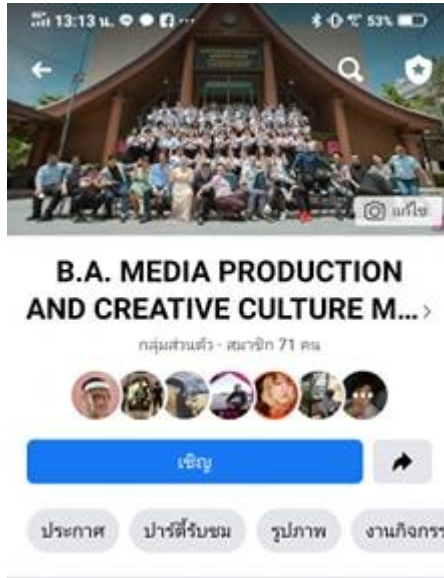 13:13 น.
53%
แก้ไข
B.A. MEDIA PRODUCTION
AND CREATIVE CULTURE M...
กลุ่มส่วนตัว · สมาชิก 71 คน
เชิญ
ประกาศ
ปาร์ตี้รับชม
รูปภาพ
งานกิจกรร